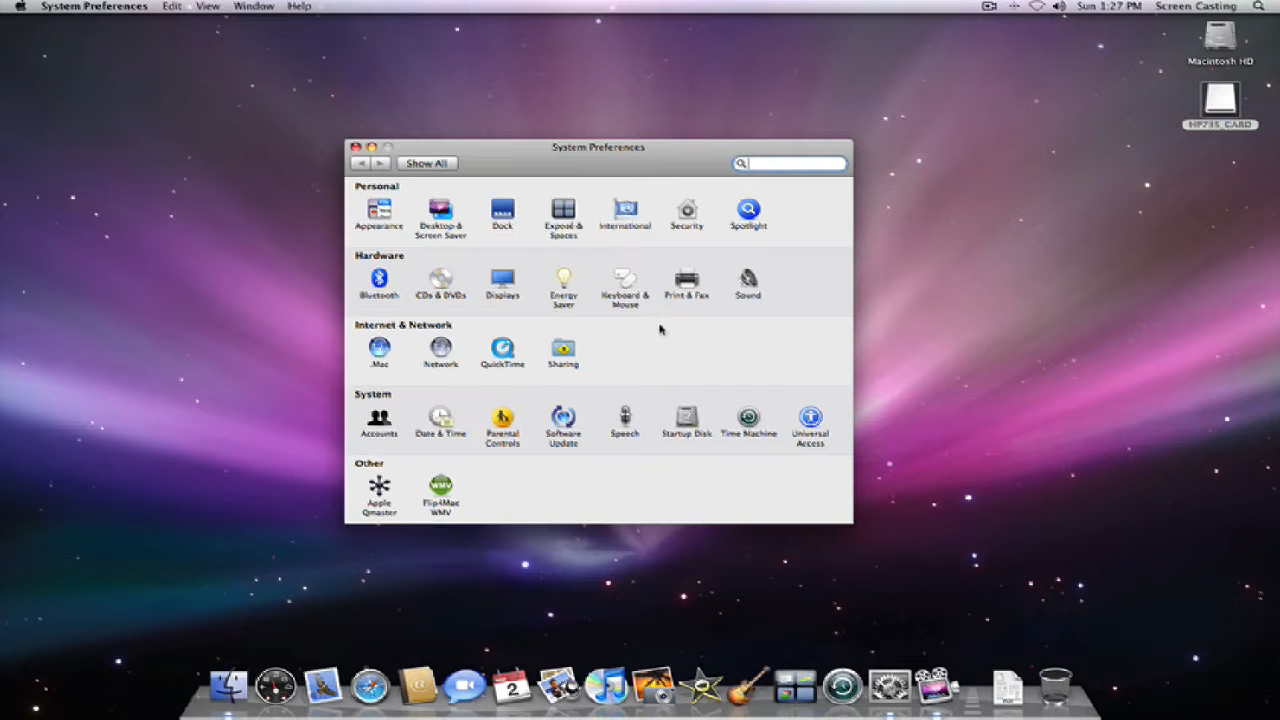 System Preferences Edit View Window Help Sun 1:27 PM Screen Casting
Macintosh HD
HP735_CARD
System Preferences
Show All
Personal
Appearance
Desktop &
Screen Saver
Dock
Exposé &
Spaces
International
Security
Spotlight
Hardware
Bluetooth
CDs & DVDs
Displays
Energy
Saver
Keyboard &
Mouse
Print & Fax
Sound
Internet & Network
.Mac
Network
QuickTime
Sharing
System
Accounts
Date & Time
Parental
Controls
Software
Update
Speech
Startup Disk
Time Machine
Universal
Access
Other
Apple
Qmaster
WMV
Flip4Mac
WMV
2